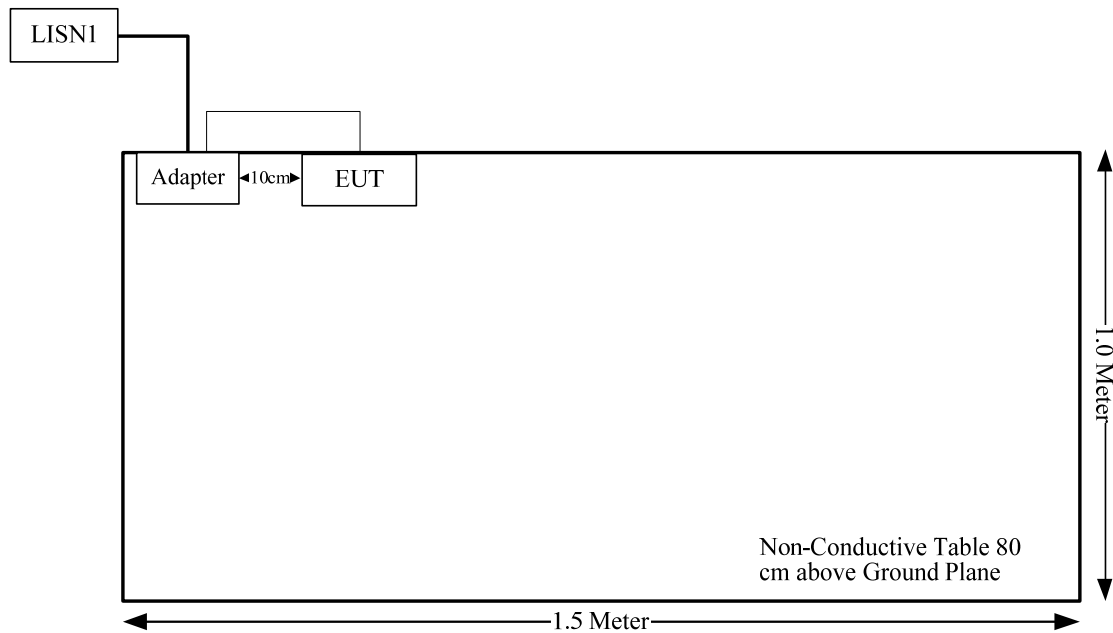 LISN1
Adapter
10cm
EUT
1.0 Meter
Non-Conductive Table 80
cm above Ground Plane
1.5 Meter